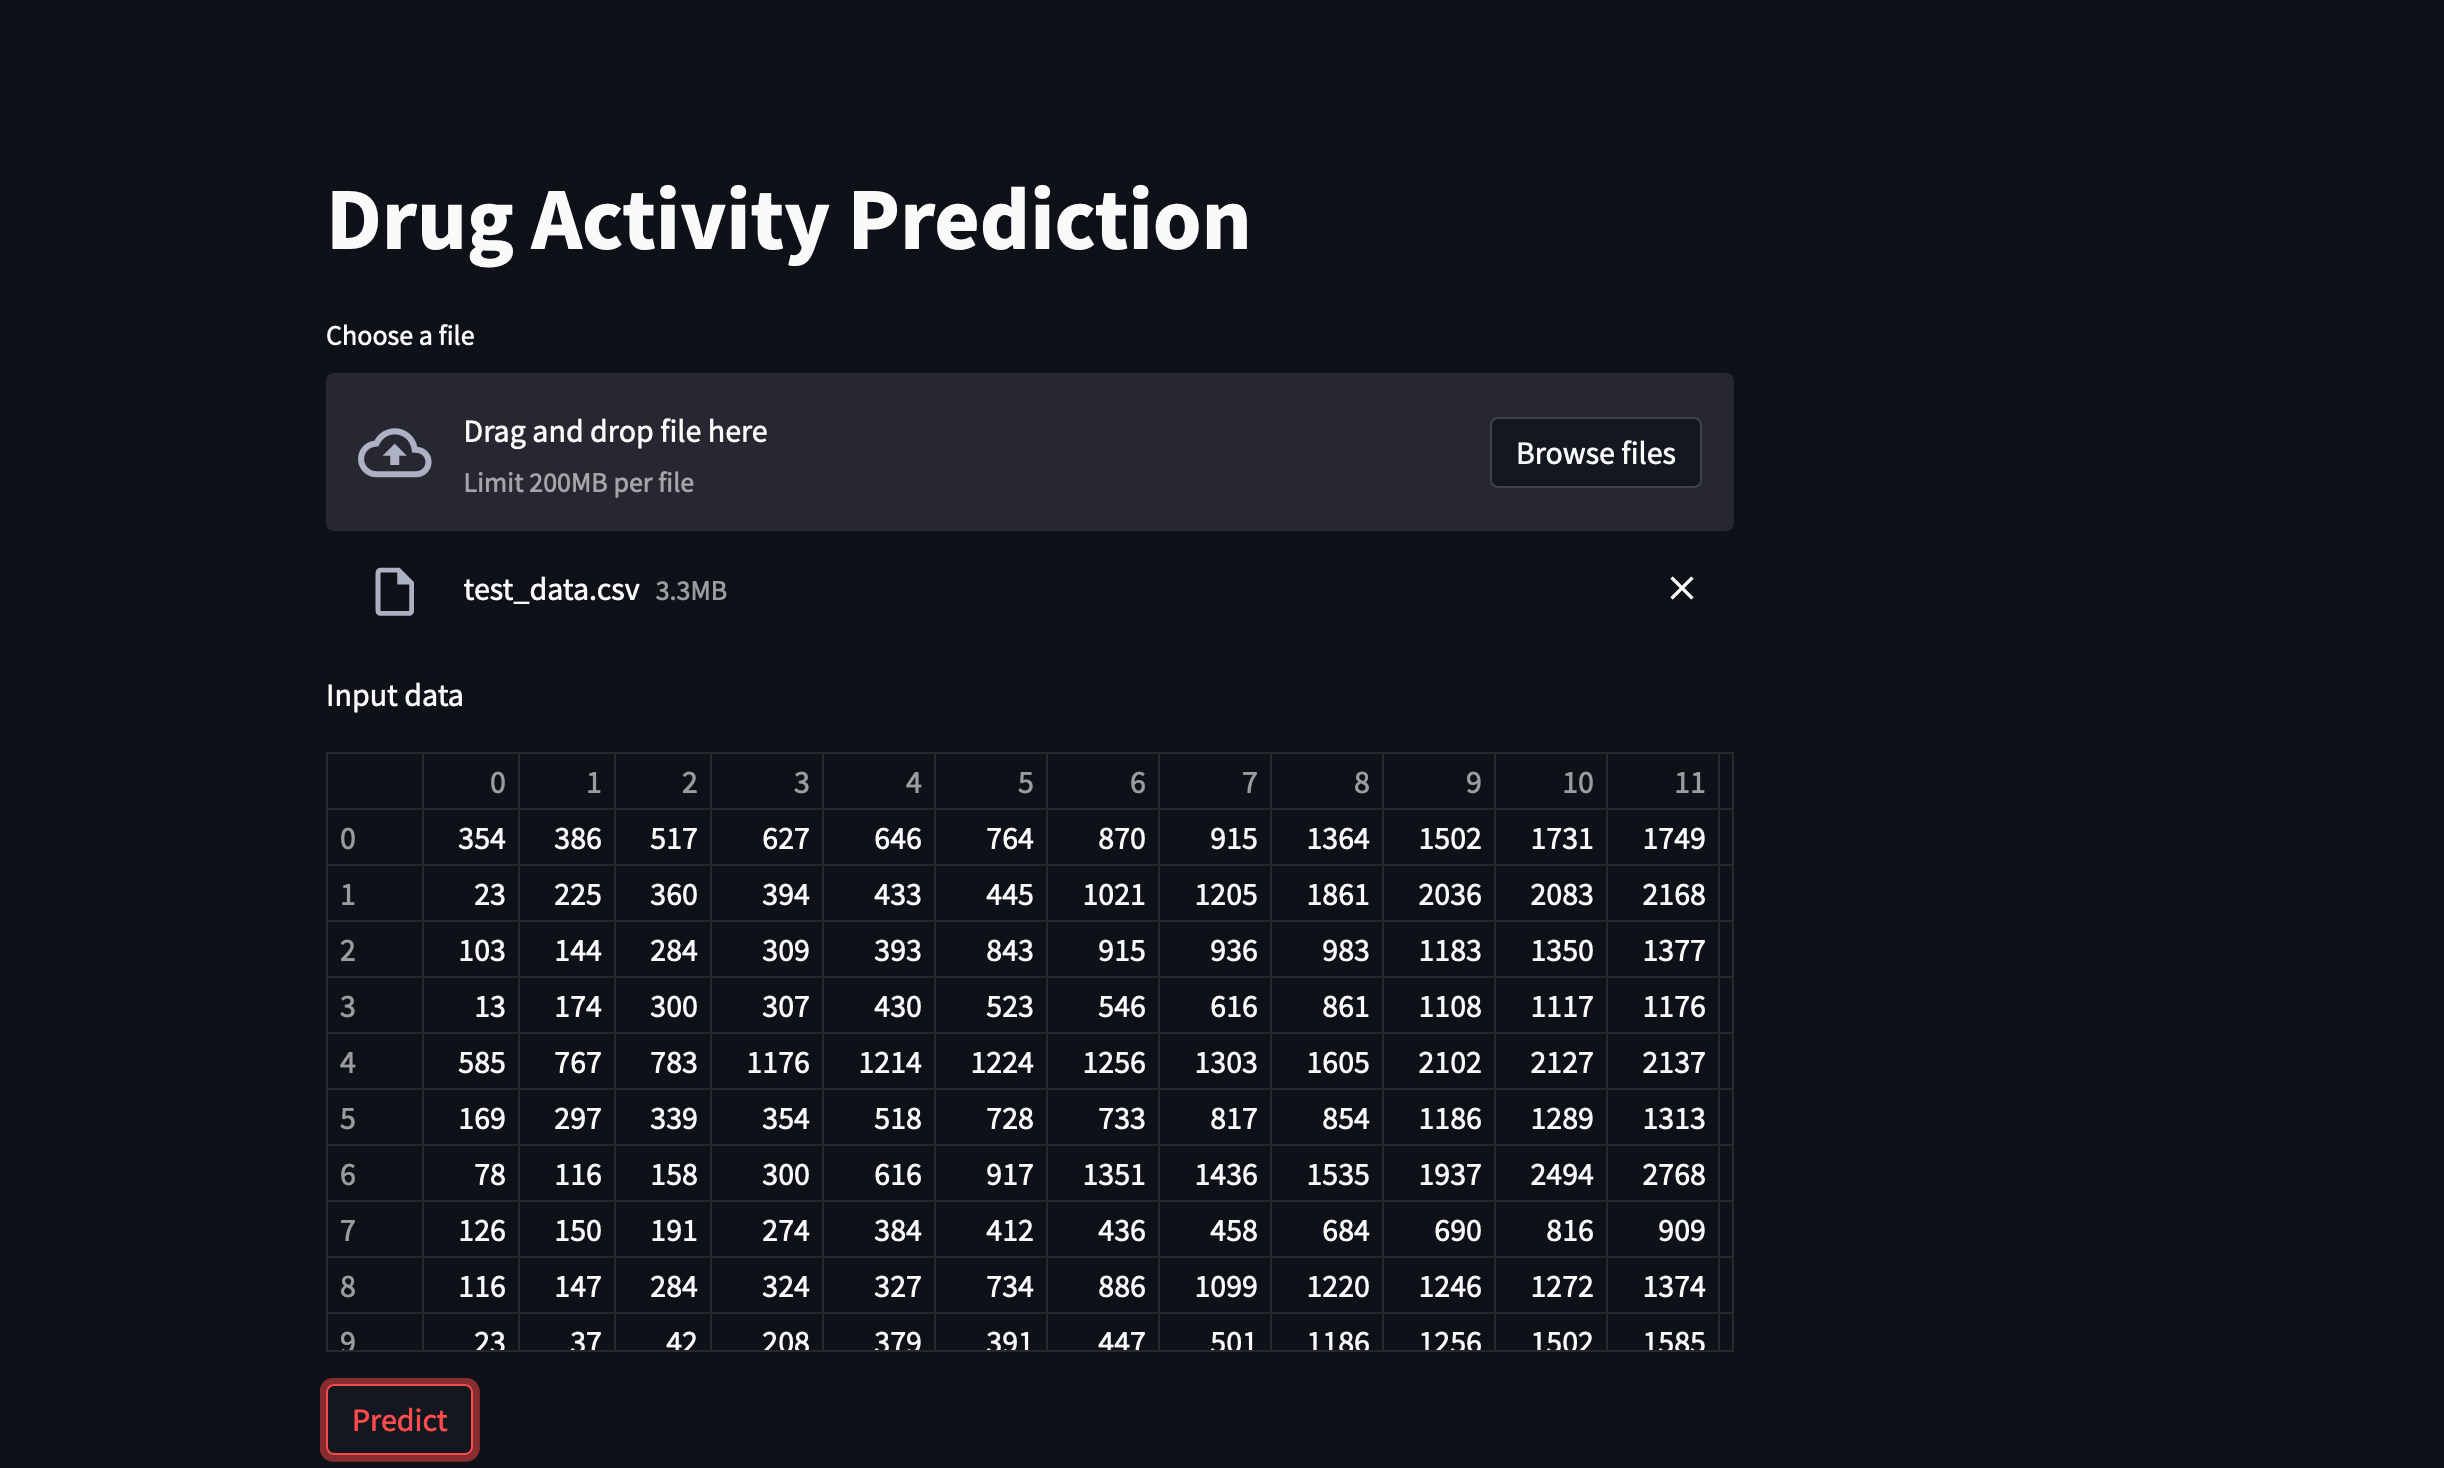 Drug Activity Prediction
Choose a file
Drag and drop file here
Limit 200MB per file
Browse files
test_data.csv 3.3MB
Input data
0 1 2 3 4 5 6 7 8 9 10 11
0 354 386 517 627 646 764 870 915 1364 1502 1731 1749
1 23 225 360 394 433 445 1021 1205 1861 2036 2083 2168
2 103 144 284 309 393 843 915 936 983 1183 1350 1377
3 13 174 300 307 430 523 546 616 861 1108 1117 1176
4 585 767 783 1176 1214 1224 1256 1303 1605 2102 2127 2137
5 169 297 339 354 518 728 733 817 854 1186 1289 1313
6 78 116 158 300 616 917 1351 1436 1535 1937 2494 2768
7 126 150 191 274 384 412 436 458 684 690 816 909
8 116 147 284 324 327 734 886 1099 1220 1246 1272 1374
9 23 37 42 208 379 391 447 501 1186 1256 1502 1585
Predict